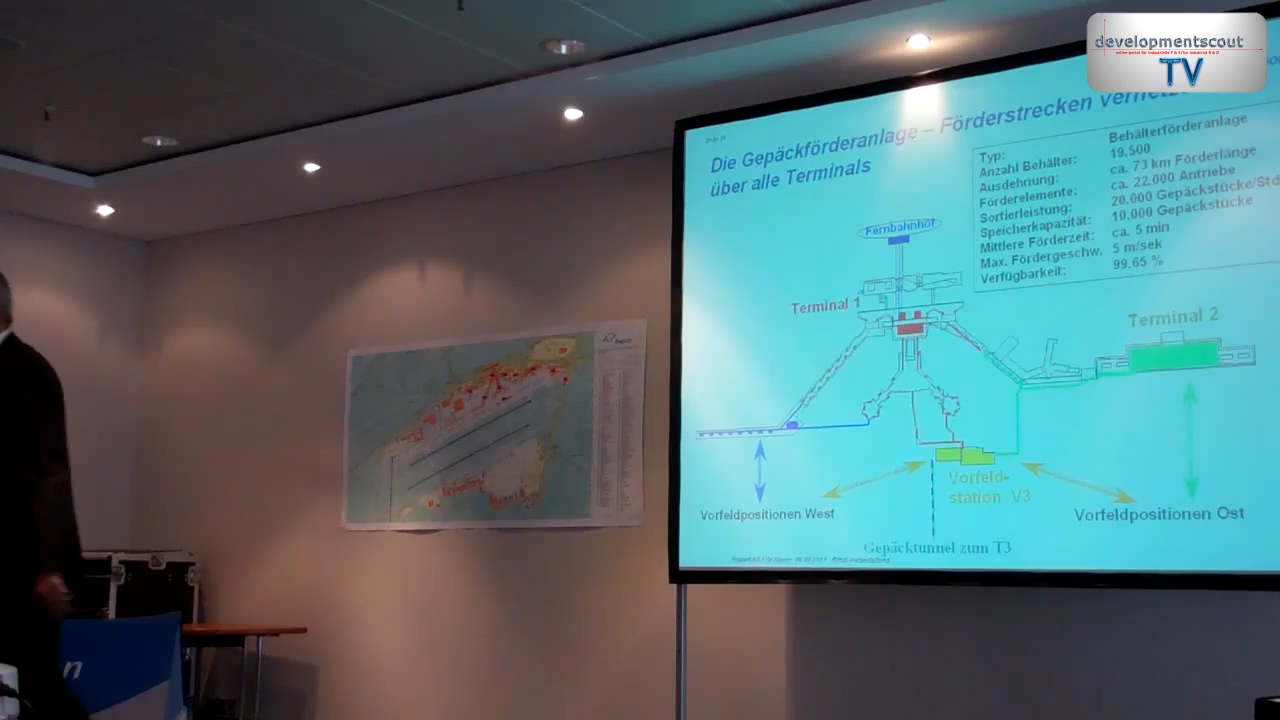 developmentscout
TV
Die Gepäckförderanlage – Förderstrecken
über alle Terminals
Typ: Behälterförderanlage
Anzahl Behälter: 19.500
Ausdehnung: ca. 73 km Förderlänge
Förderelemente: ca. 22.000 Antriebe
Sortierleistung: 20.000 Gepäckstücke/Std
Speicherkapazität: 10.000 Gepäckstücke
Mittlere Förderzeit: ca. 5 min
Max. Fördergeschw. 5 m/sek
Verfügbarkeit: 99,65 %
Fernbahnhof
Terminal 1
Terminal 2
Vorfeld-
station V3
Vorfeldpositionen West
Vorfeldpositionen Ost
Gepäcktunnel zum T3
n